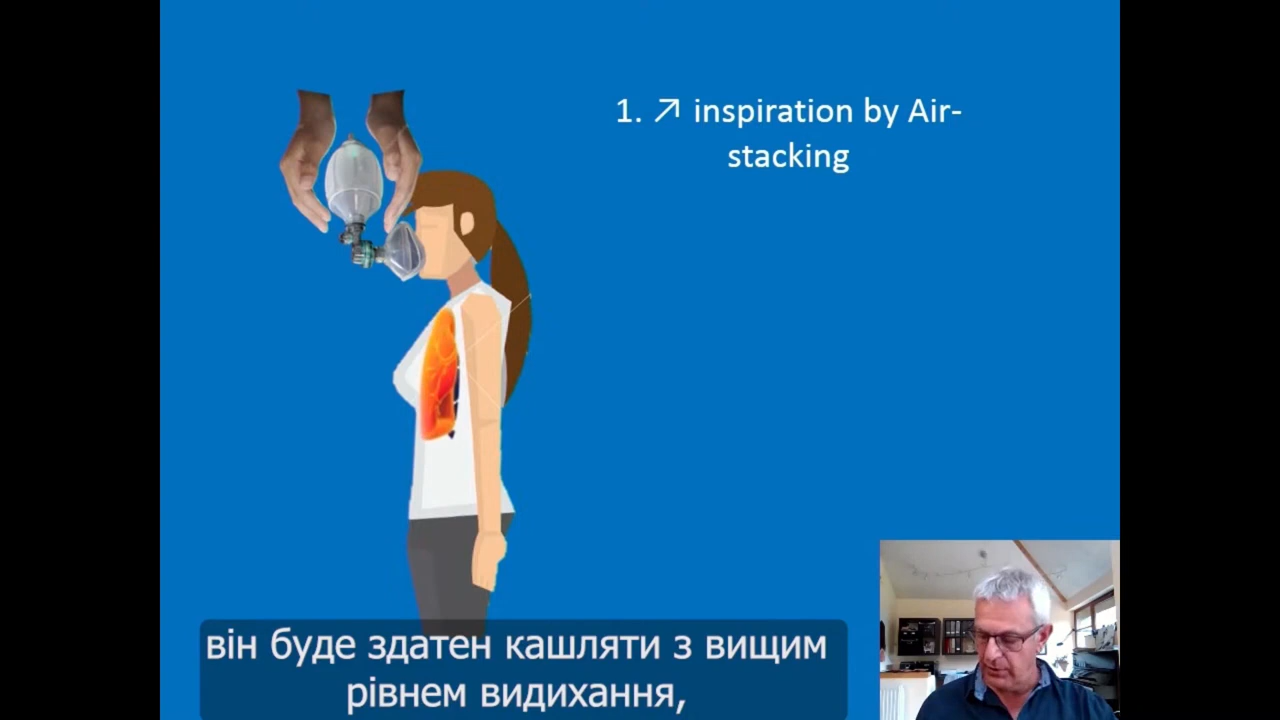 1. ↗ inspiration by Air-
stacking
він буде здатен кашляти з вищим
рівнем видихання,